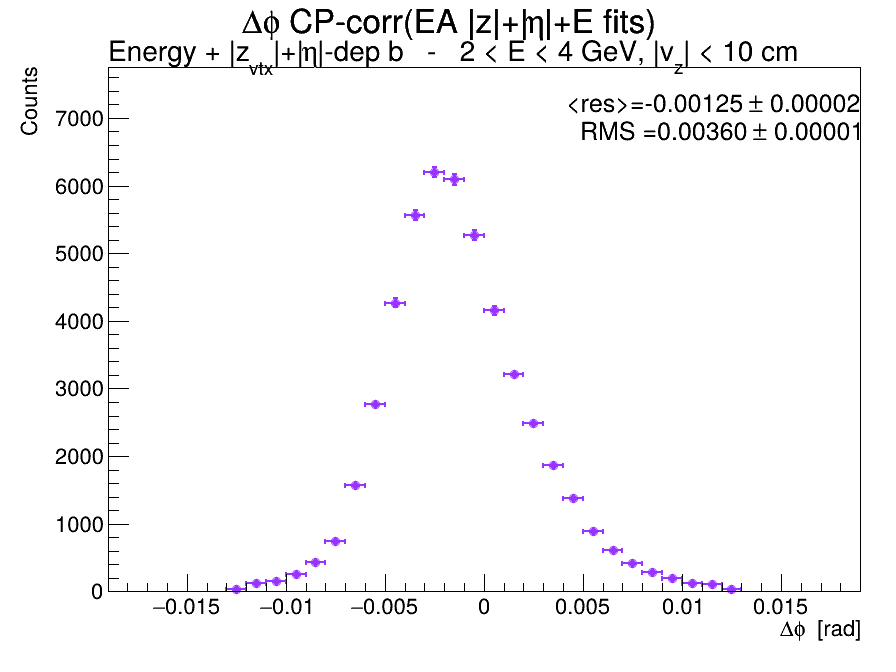 Δϕ CP-corr(EA |z|+|η|+E fits)
Energy + |z_vtx|+|η|-dep b - 2 < E < 4 GeV, |v_z| < 10 cm
Counts
<res>=-0.00125 ± 0.00002
RMS =0.00360 ± 0.00001
7000
6000
5000
4000
3000
2000
1000
0
−0.015 −0.01 −0.005 0 0.005 0.01 0.015
Δϕ [rad]